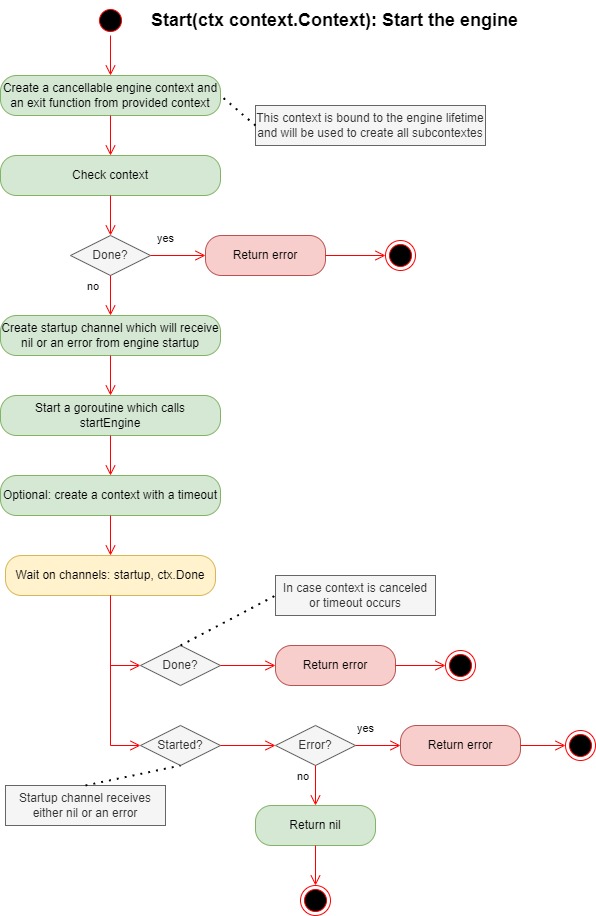 Start(ctx context.Context): Start the engine
Create a cancellable engine context and
an exit function from provided context
This context is bound to the engine lifetime
and will be used to create all subcontextes
Check context
Done?
yes
Return error
no
Create startup channel which will receive
nil or an error from engine startup
Start a goroutine which calls
startEngine
Optional: create a context with a timeout
Wait on channels: startup, ctx.Done
In case context is canceled
or timeout occurs
Done?
Return error
Started?
Error?
yes
Return error
no
Startup channel receives
either nil or an error
Return nil